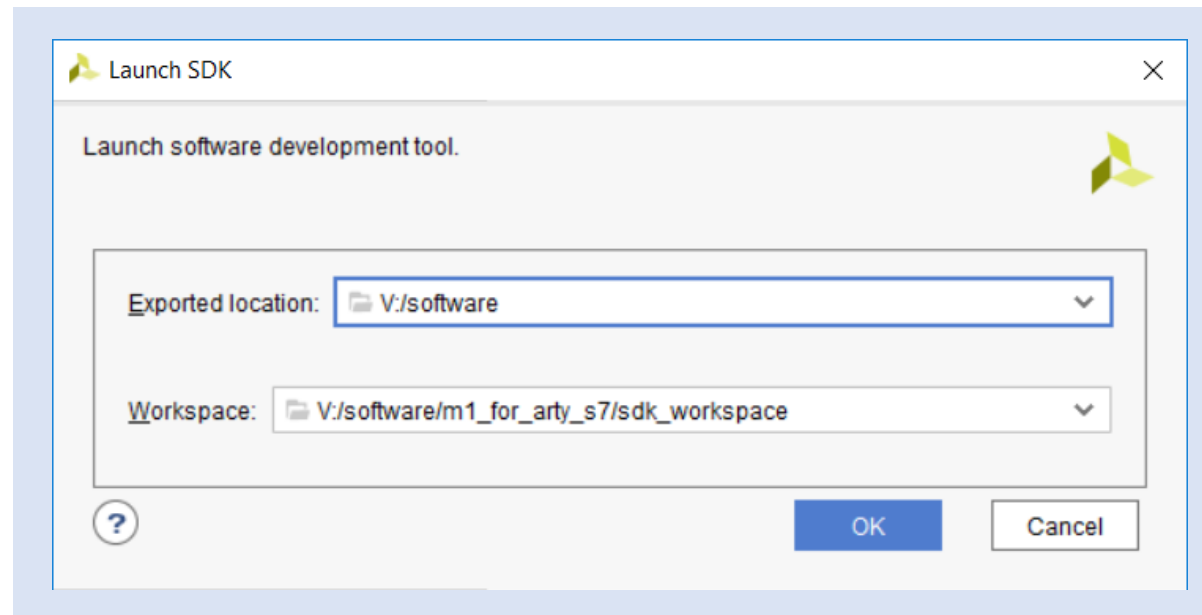 Launch SDK
Launch software development tool.
Exported location: V:/software
Workspace: V:/software/m1_for_arty_s7/sdk_workspace
? OK Cancel